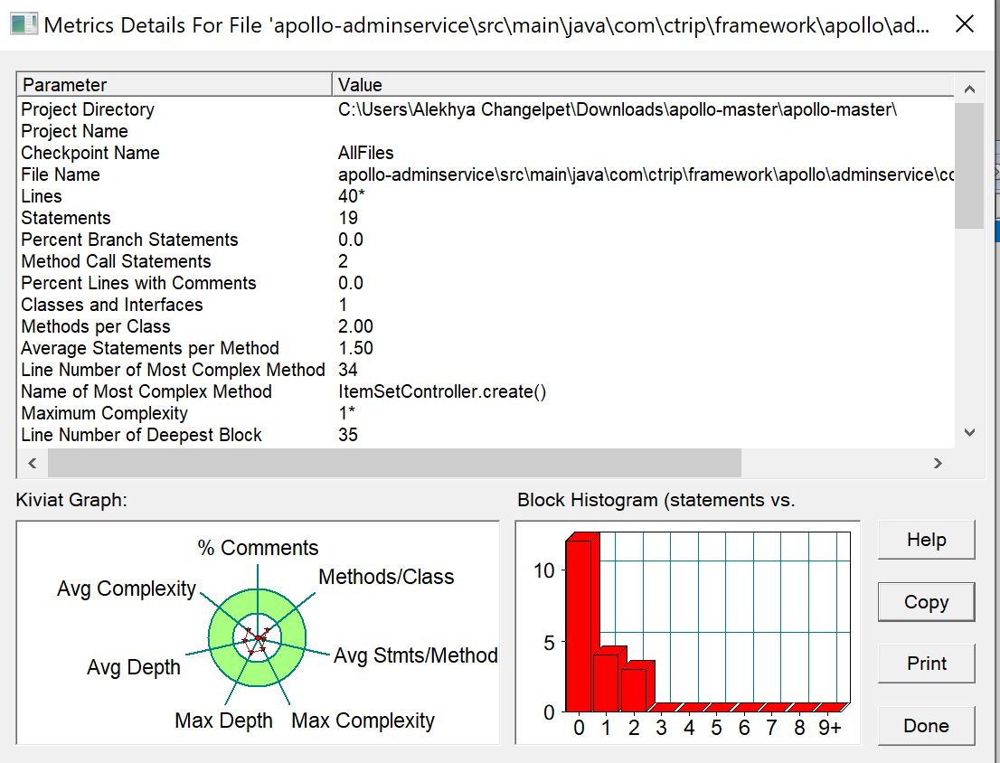 Metrics Details For File 'apollo-adminservice\src\main\java\com\ctrip\framework\apollo\ad...
Parameter Value
Project Directory C:\Users\Alekhya Changelpet\Downloads\apollo-master\apollo-master\
Project Name
Checkpoint Name AllFiles
File Name apollo-adminservice\src\main\java\com\ctrip\framework\apollo\adminservice\cc
Lines 40*
Statements 19
Percent Branch Statements 0.0
Method Call Statements 2
Percent Lines with Comments 0.0
Classes and Interfaces 1
Methods per Class 2.00
Average Statements per Method 1.50
Line Number of Most Complex Method 34
Name of Most Complex Method ItemSetController.create()
Maximum Complexity 1*
Line Number of Deepest Block 35
Kiviat Graph:
% Comments
Methods/Class
Avg Complexity
Avg Stmts/Method
Avg Depth
Max Depth Max Complexity
Block Histogram (statements vs.
10
5
0
0 1 2 3 4 5 6 7 8 9+
Help
Copy
Print
Done